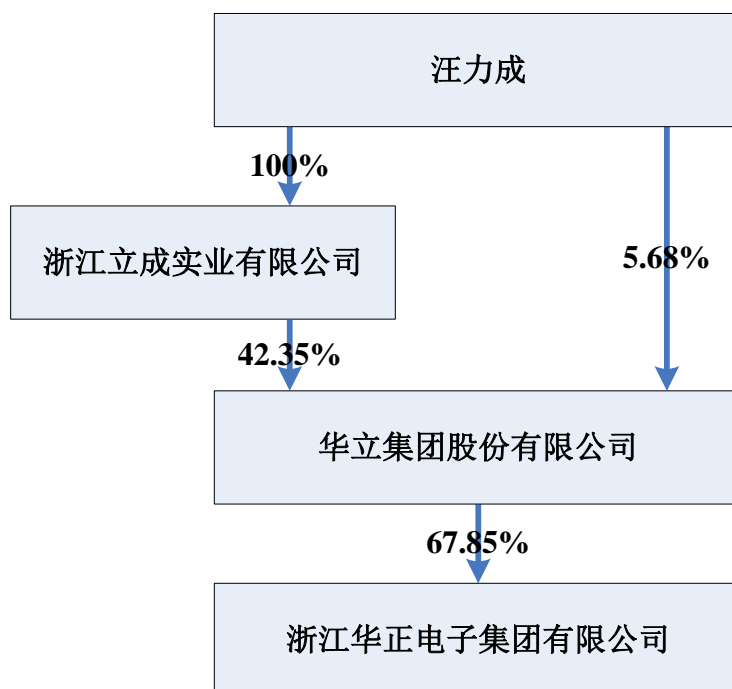 汪力成
100%
浙江立成实业有限公司
5.68%
42.35%
华立集团股份有限公司
67.85%
浙江华正电子集团有限公司